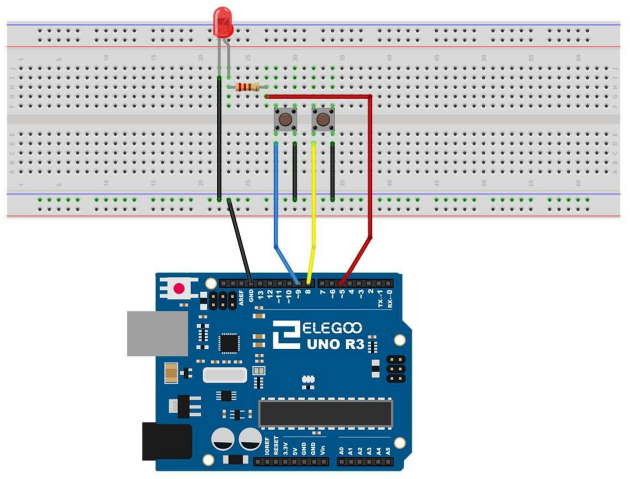 AREF
GND
13
12
~11
~10
~9
8
7
~6
~5
4
~3
2
TX→1
RX←0
ELEGOO
UNO R3
IOREF
RESET
3.3V
5V
GND
GND
Vin
A0
A1
A2
A3
A4
A5